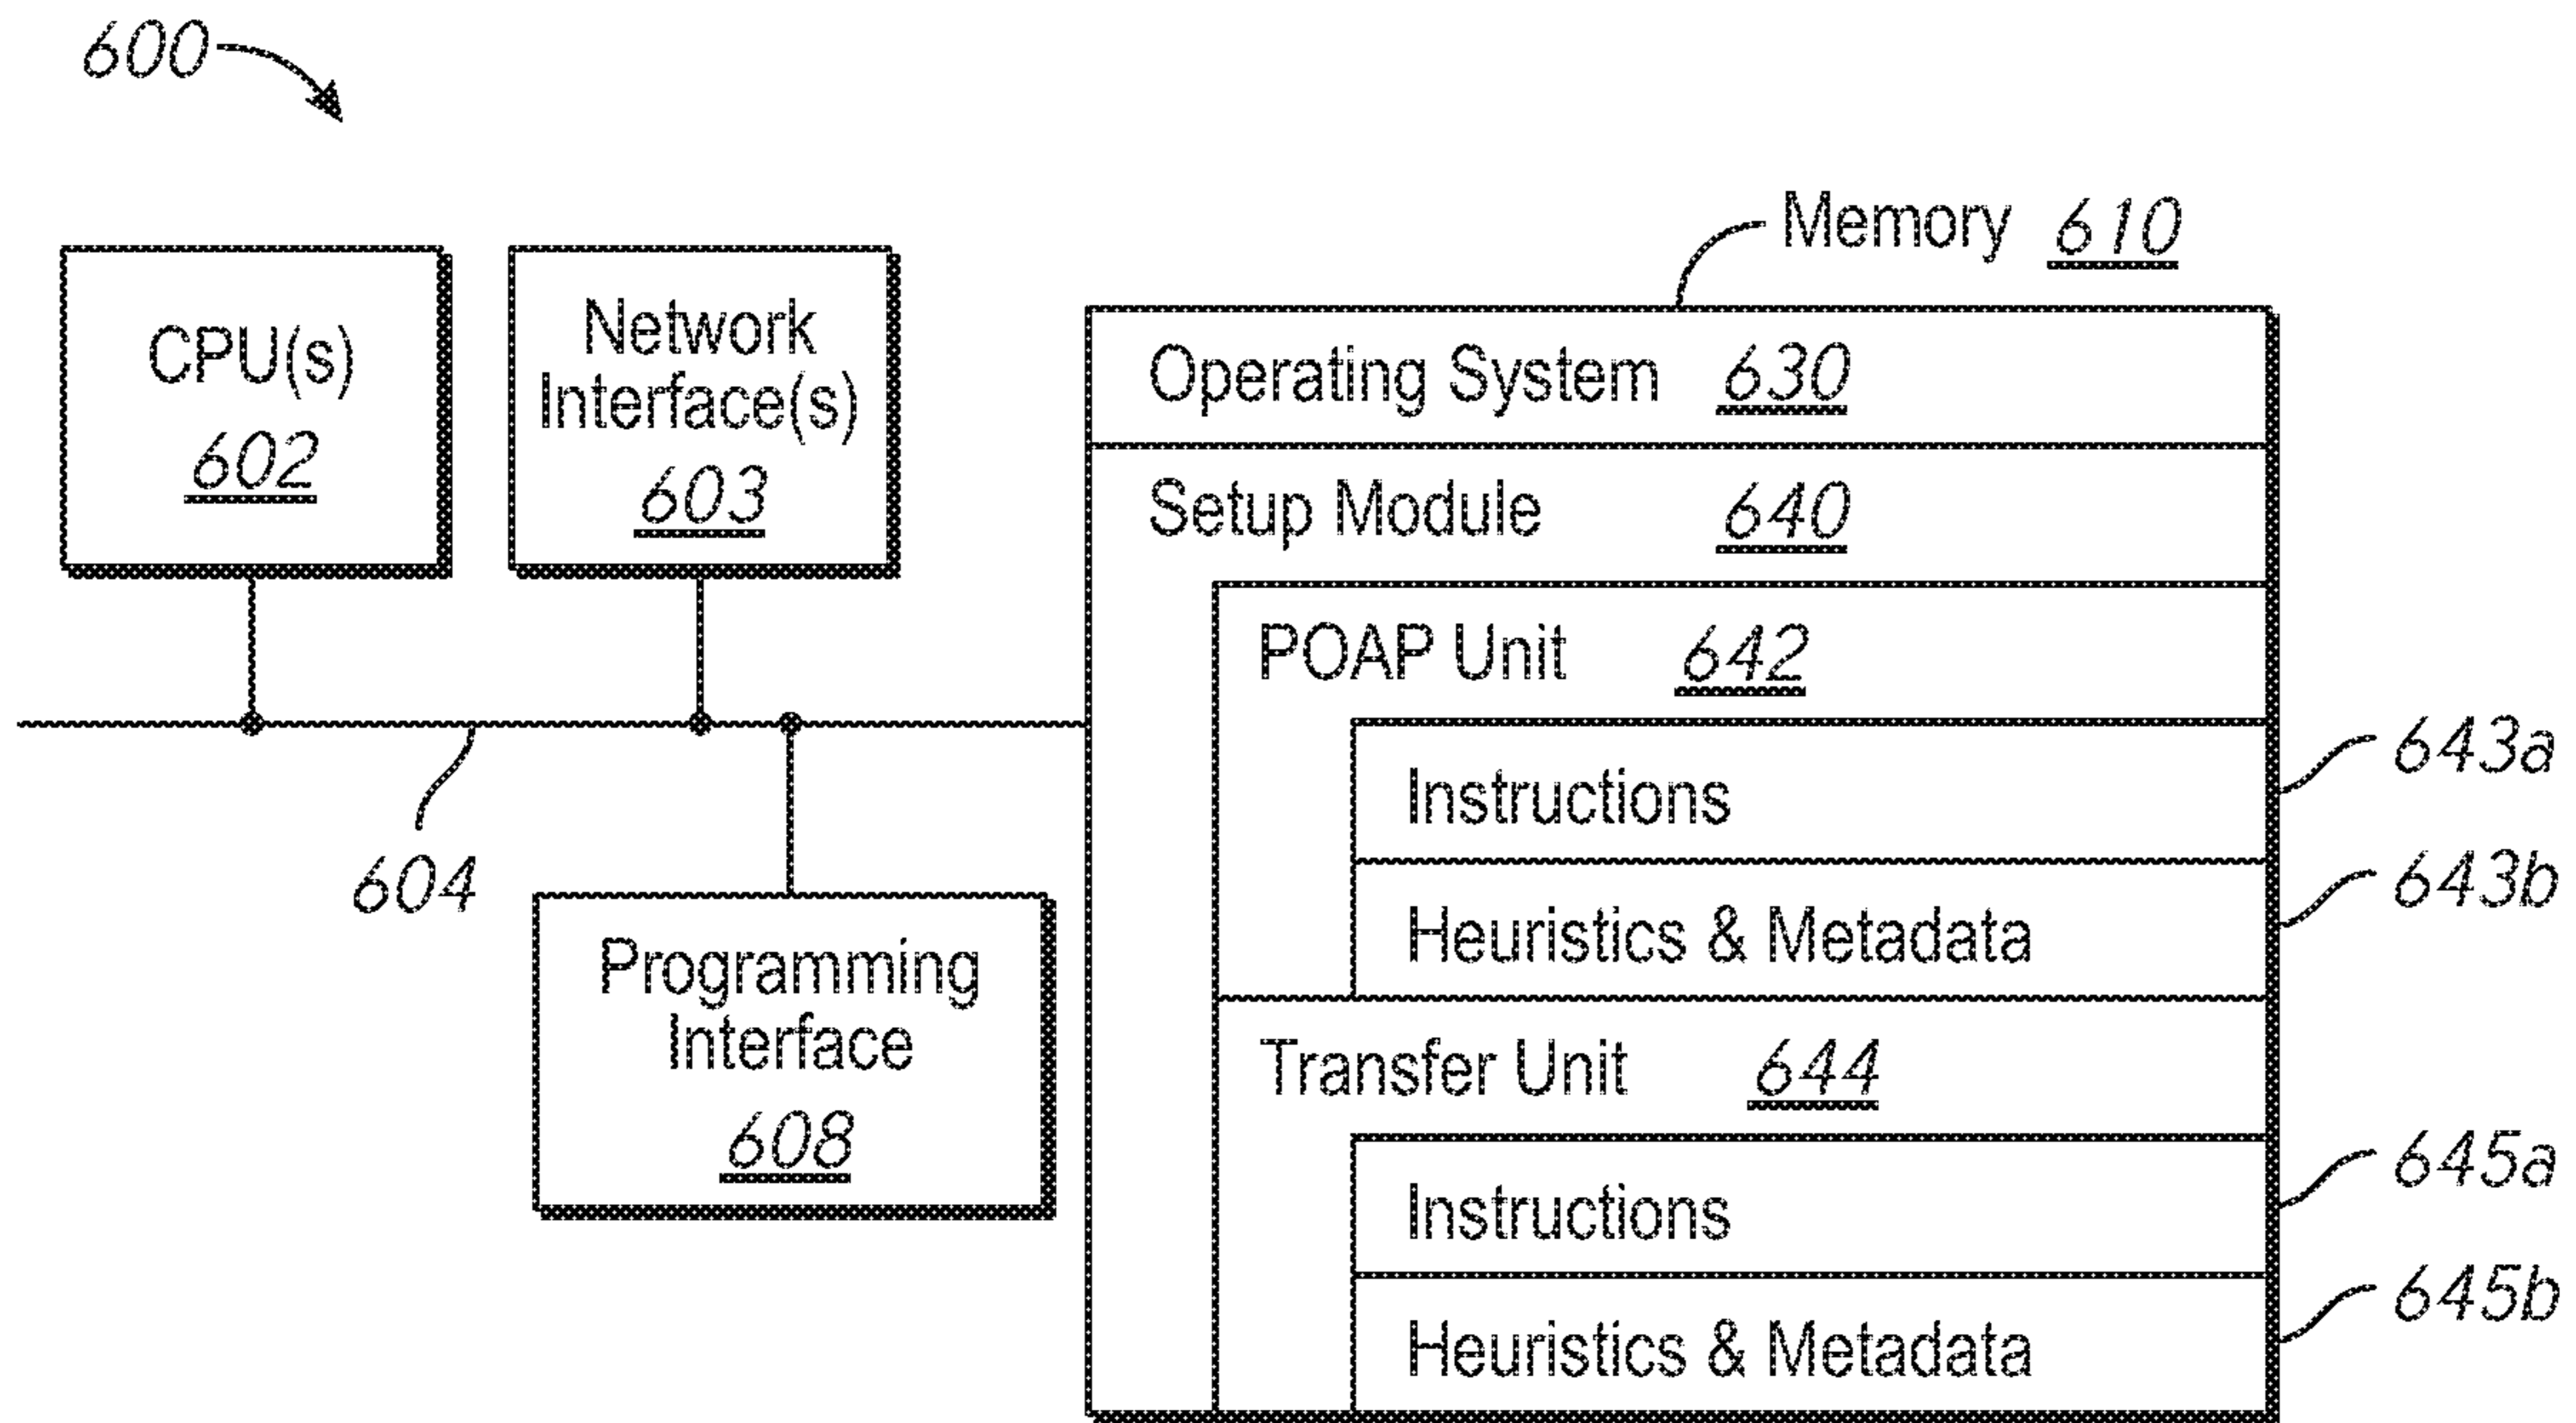 600
Memory 610
CPU(s)
602
Network
Interface(s)
603
604
Programming
Interface
608
Operating System 630
Setup Module 640
POAP Unit 642
Instructions
643a
Heuristics & Metadata
643b
Transfer Unit 644
Instructions
645a
Heuristics & Metadata
645b